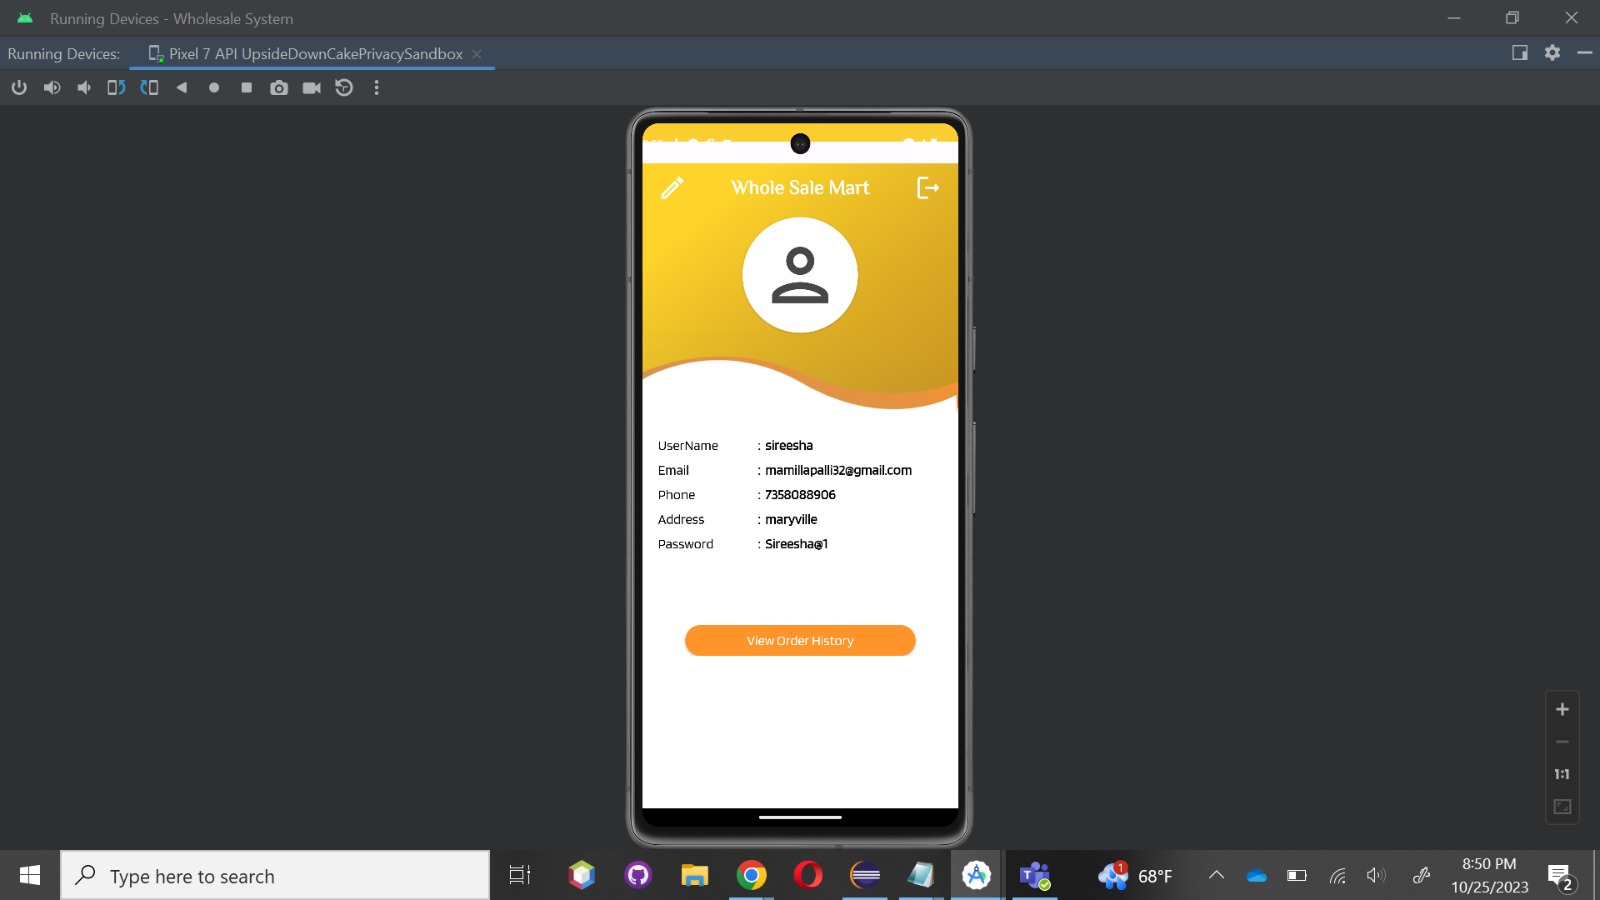 Running Devices - Wholesale System
Running Devices: Pixel 7 API UpsideDownCakePrivacySandbox
Whole Sale Mart
UserName : sireesha
Email : mamillapalli32@gmail.com
Phone : 7358088906
Address : maryville
Password : Sireesha@1
View Order History
1:1
Type here to search
1
68°F
8:50 PM
10/25/2023
2